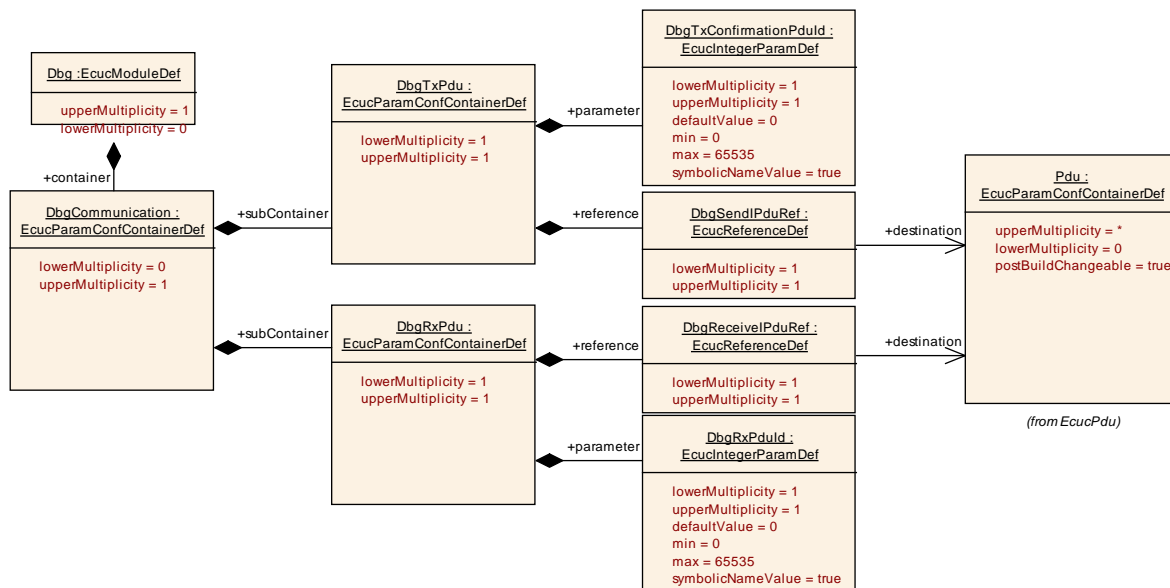 Dbg :EcucModuleDef
upperMultiplicity = 1
lowerMultiplicity = 0
+container
DbgCommunication :
EcucParamConfContainerDef
lowerMultiplicity = 0
upperMultiplicity = 1
+subContainer
+subContainer
DbgTxPdu :
EcucParamConfContainerDef
lowerMultiplicity = 1
upperMultiplicity = 1
+parameter
+reference
DbgRxPdu :
EcucParamConfContainerDef
lowerMultiplicity = 1
upperMultiplicity = 1
+reference
+parameter
DbgTxConfirmationPduId :
EcucIntegerParamDef
lowerMultiplicity = 1
upperMultiplicity = 1
defaultValue = 0
min = 0
max = 65535
symbolicNameValue = true
DbgSendIPduRef :
EcucReferenceDef
lowerMultiplicity = 1
upperMultiplicity = 1
+destination
DbgReceiveIPduRef :
EcucReferenceDef
lowerMultiplicity = 1
upperMultiplicity = 1
+destination
DbgRxPduId :
EcucIntegerParamDef
lowerMultiplicity = 1
upperMultiplicity = 1
defaultValue = 0
min = 0
max = 65535
symbolicNameValue = true
Pdu :
EcucParamConfContainerDef
upperMultiplicity = *
lowerMultiplicity = 0
postBuildChangeable = true
(from EcucPdu)